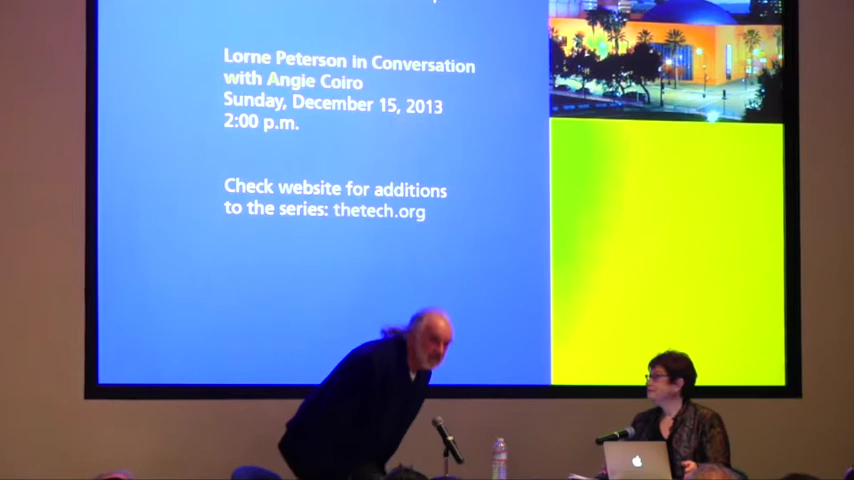 Lorne Peterson in Conversation
with Angie Coiro
Sunday, December 15, 2013
2:00 p.m.
Check website for additions
to the series: thetech.org